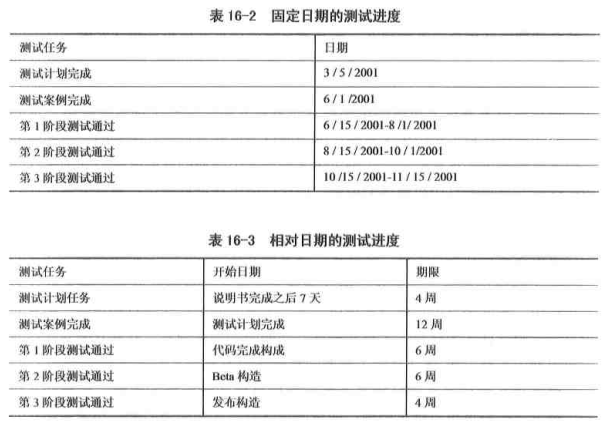 表 16-2 固定日期的测试进度
测试任务 日期
测试计划完成 3 / 5 / 2001
测试案例完成 6 / 1 /2001
第 1 阶段测试通过 6 / 15 / 2001-8 /1/ 2001
第 2 阶段测试通过 8 / 15 / 2001-10 / 1/2001
第 3 阶段测试通过 10 /15 / 2001-11 / 15 / 2001
表 16-3 相对日期的测试进度
测试任务 开始日期 期限
测试计划任务 说明书完成之后 7 天 4 周
测试案例完成 测试计划完成 12 周
第 1 阶段测试通过 代码完成构成 6 周
第 2 阶段测试通过 Beta 构造 6 周
第 3 阶段测试通过 发布构造 4 周